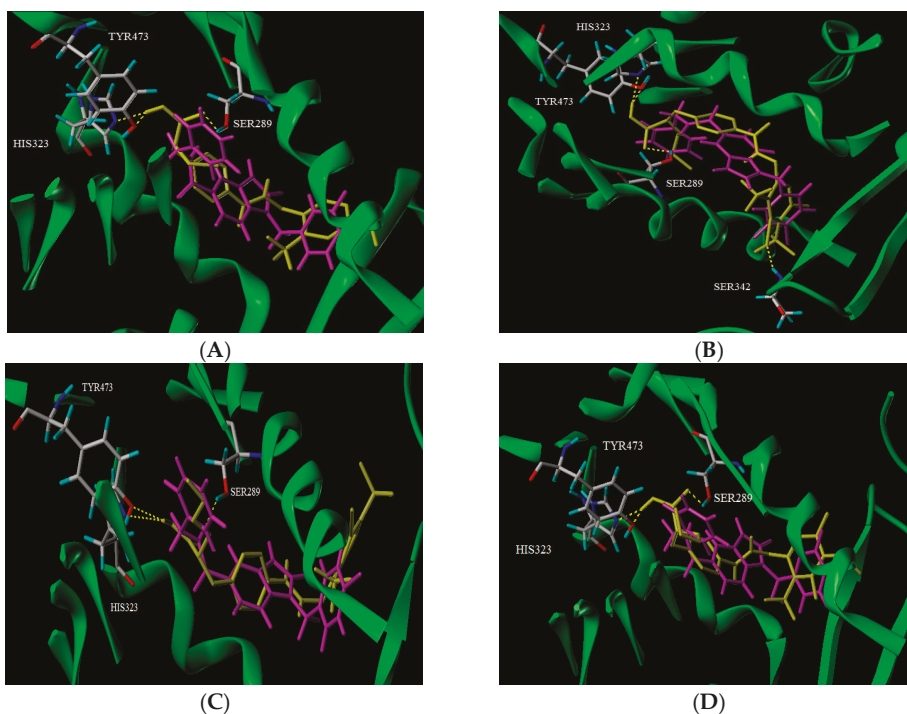 TYR473
HIS323
SER289
(A)
HIS323
TYR473
SER289
SER342
(B)
TYR473
SER289
HIS323
(C)
TYR473
SER289
HIS323
(D)